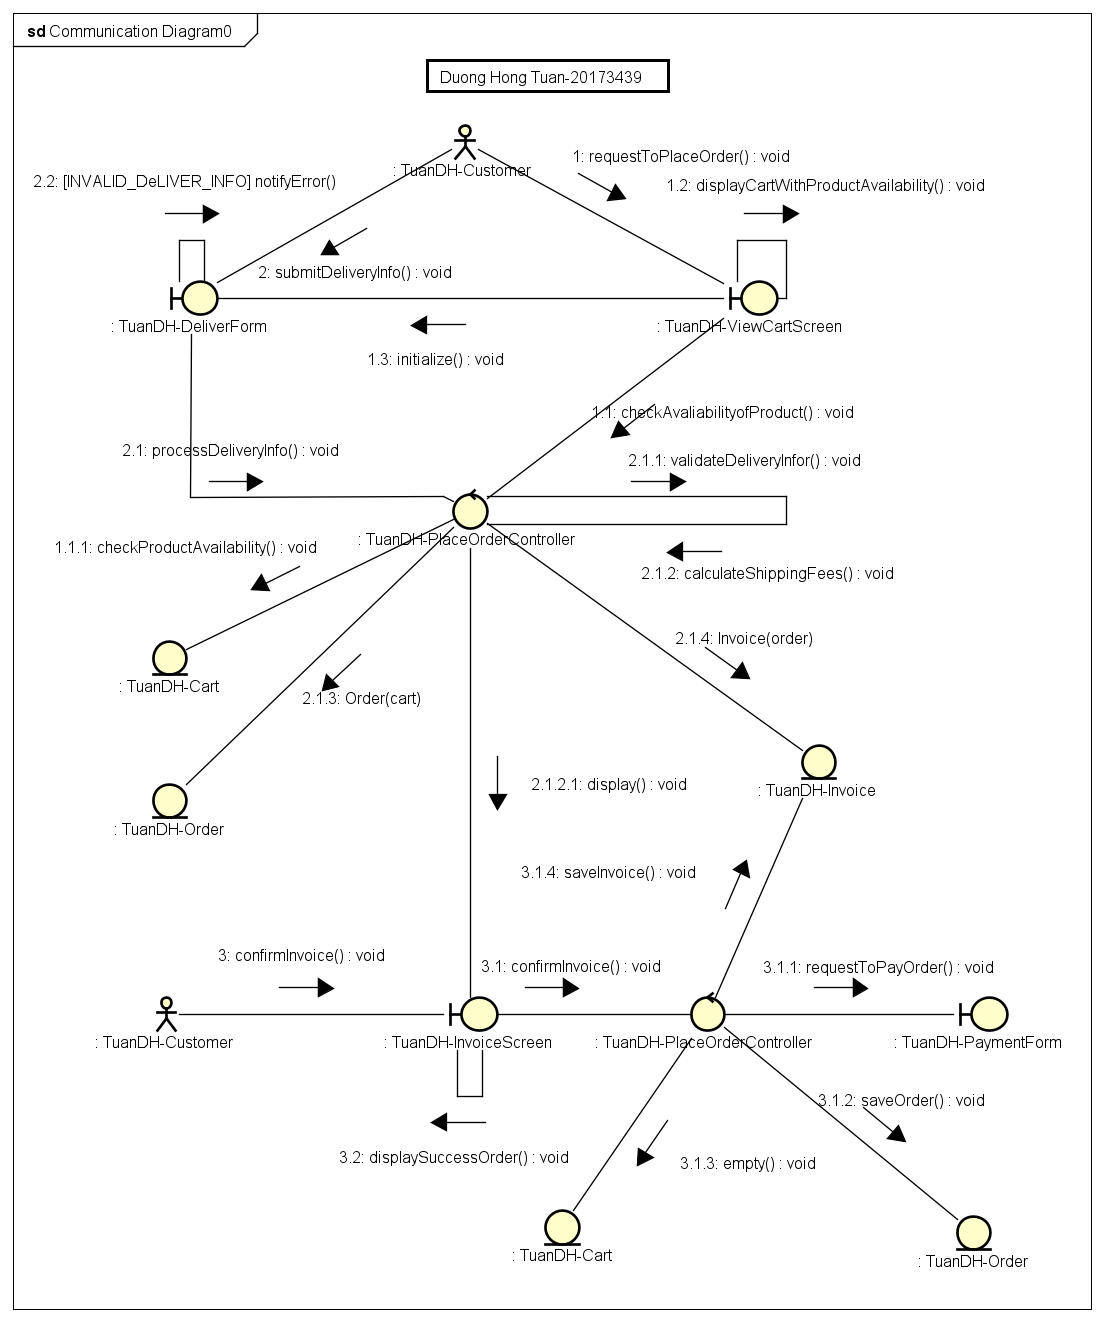 sd Communication Diagram0
Duong Hong Tuan-20173439
: TuanDH-Customer
1: requestToPlaceOrder() : void
2.2: [INVALID_DeLIVER_INFO] notifyError()
1.2: displayCartWithProductAvailability() : void
2: submitDeliveryInfo() : void
: TuanDH-DeliverForm
: TuanDH-ViewCartScreen
1.3: initialize() : void
1.1: checkAvaliabilityofProduct() : void
2.1: processDeliveryInfo() : void
2.1.1: validateDeliveryInfor() : void
: TuanDH-PlaceOrderController
1.1.1: checkProductAvailability() : void
2.1.2: calculateShippingFees() : void
2.1.4: Invoice(order)
: TuanDH-Cart
2.1.3: Order(cart)
2.1.2.1: display() : void
: TuanDH-Invoice
: TuanDH-Order
3.1.4: saveInvoice() : void
3: confirmInvoice() : void
3.1: confirmInvoice() : void
3.1.1: requestToPayOrder() : void
: TuanDH-Customer
: TuanDH-InvoiceScreen
: TuanDH-PlaceOrderController
: TuanDH-PaymentForm
3.1.2: saveOrder() : void
3.2: displaySuccessOrder() : void
3.1.3: empty() : void
: TuanDH-Cart
: TuanDH-Order